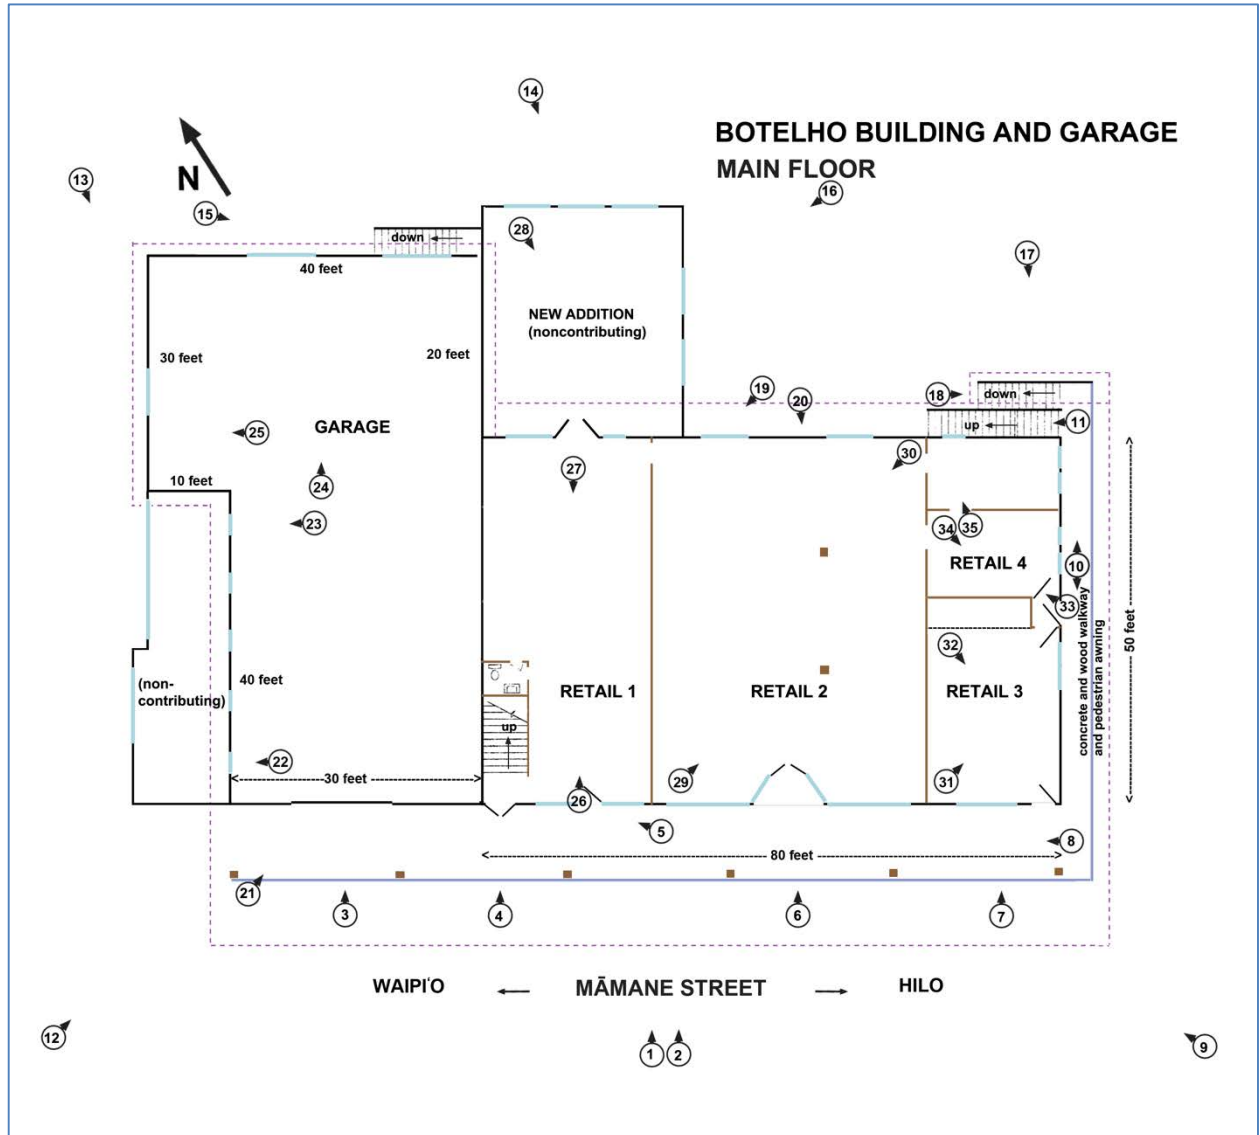 14
BOTELHO BUILDING AND GARAGE
MAIN FLOOR
N
13
16
15
28
down
17
40 feet
NEW ADDITION
(noncontributing)
30 feet
20 feet
19
18
down
20
GARAGE
25
up
11
30
27
10 feet
24
23
34
35
RETAIL 4
10
33
concrete and wood walkway
and pedestrian awning
50 feet
32
(non-
contributing)
40 feet
RETAIL 1
RETAIL 2
RETAIL 3
up
22
30 feet
26
29
31
5
8
80 feet
21
3
4
6
7
WAIPIʻO
MĀMANE STREET
HILO
12
1
2
9